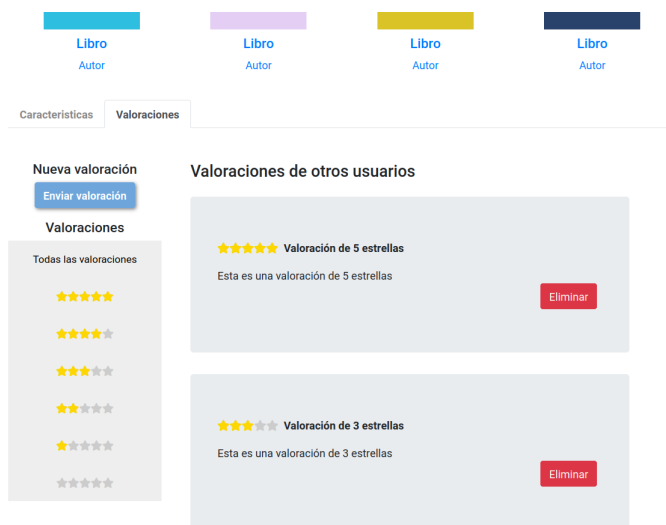 Libro Libro Libro Libro
Autor Autor Autor Autor
Caracteristicas Valoraciones
Nueva valoración
Enviar valoración
Valoraciones
Todas las valoraciones
Valoraciones de otros usuarios
Valoración de 5 estrellas
Esta es una valoración de 5 estrellas
Eliminar
Valoración de 3 estrellas
Esta es una valoración de 3 estrellas
Eliminar